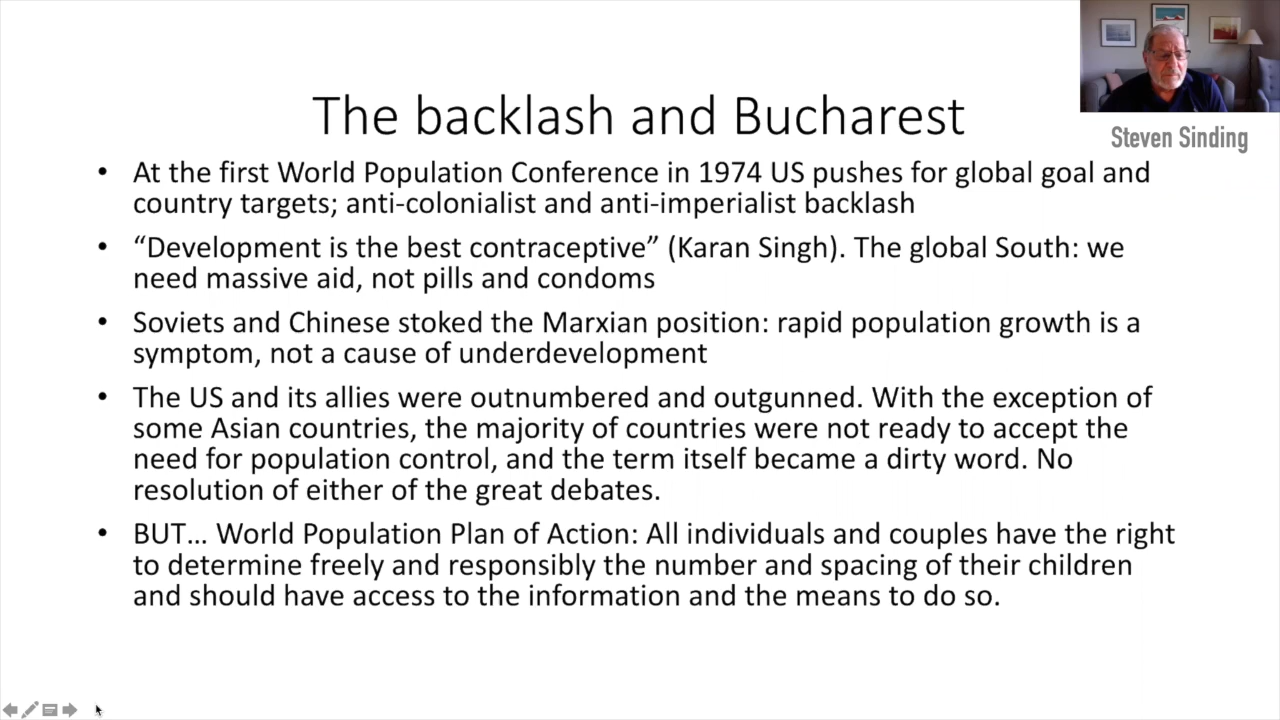 The backlash and Bucharest
Steven Sinding
• At the first World Population Conference in 1974 US pushes for global goal and
country targets; anti-colonialist and anti-imperialist backlash
• “Development is the best contraceptive” (Karan Singh). The global South: we
need massive aid, not pills and condoms
• Soviets and Chinese stoked the Marxian position: rapid population growth is a
symptom, not a cause of underdevelopment
• The US and its allies were outnumbered and outgunned. With the exception of
some Asian countries, the majority of countries were not ready to accept the
need for population control, and the term itself became a dirty word. No
resolution of either of the great debates.
• BUT… World Population Plan of Action: All individuals and couples have the right
to determine freely and responsibly the number and spacing of their children
and should have access to the information and the means to do so.